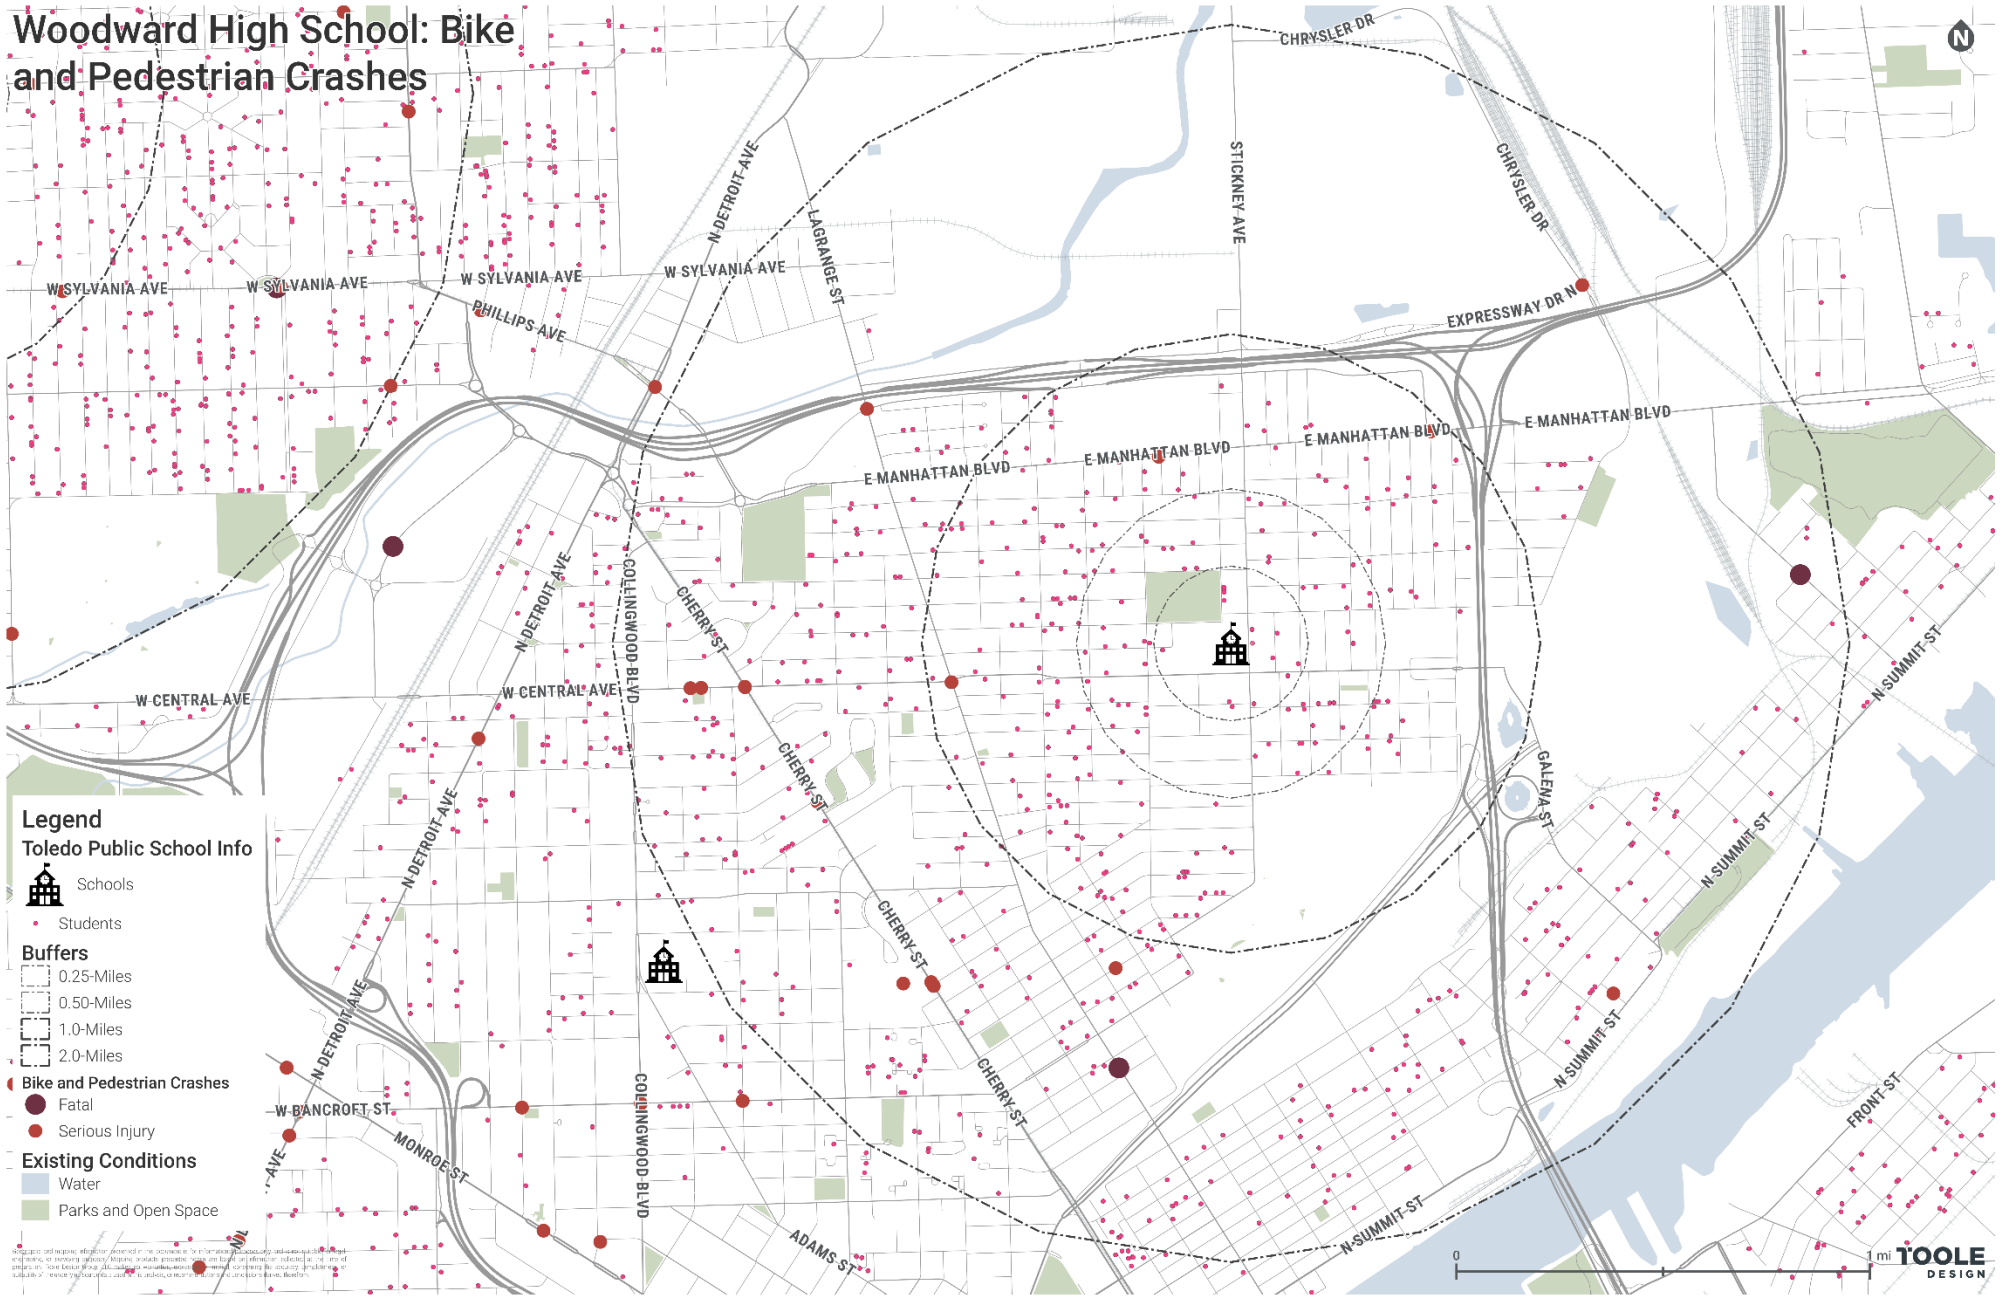 Woodward High School: Bike
and Pedestrian Crashes
N
CHRYSLER DR
STICKNEY AVE
CHRYSLER DR
N DETROIT AVE
LAGRANGE ST
W SYLVANIA AVE
W SYLVANIA AVE
W SYLVANIA AVE
W SYLVANIA AVE
PHILLIPS AVE
EXPRESSWAY DR N
E MANHATTAN BLVD
E MANHATTAN BLVD
E MANHATTAN BLVD
E MANHATTAN BLVD
N DETROIT AVE
COLLINGWOOD BLVD
CHERRY ST
W CENTRAL AVE
W CENTRAL AVE
N SUMMIT ST
CHERRY ST
GALENA ST
N DETROIT AVE
N SUMMIT ST
CHERRY ST
N DETROIT AVE
N SUMMIT ST
CHERRY ST
FRONT ST
W BANCROFT ST
MONROE ST
COLLINGWOOD BLVD
T AVE
ADAMS ST
N SUMMIT ST
Legend
Toledo Public School Info
Schools
Students
Buffers
0.25-Miles
0.50-Miles
1.0-Miles
2.0-Miles
Bike and Pedestrian Crashes
Fatal
Serious Injury
Existing Conditions
Water
Parks and Open Space
0
1 mi
TOOLE
DESIGN